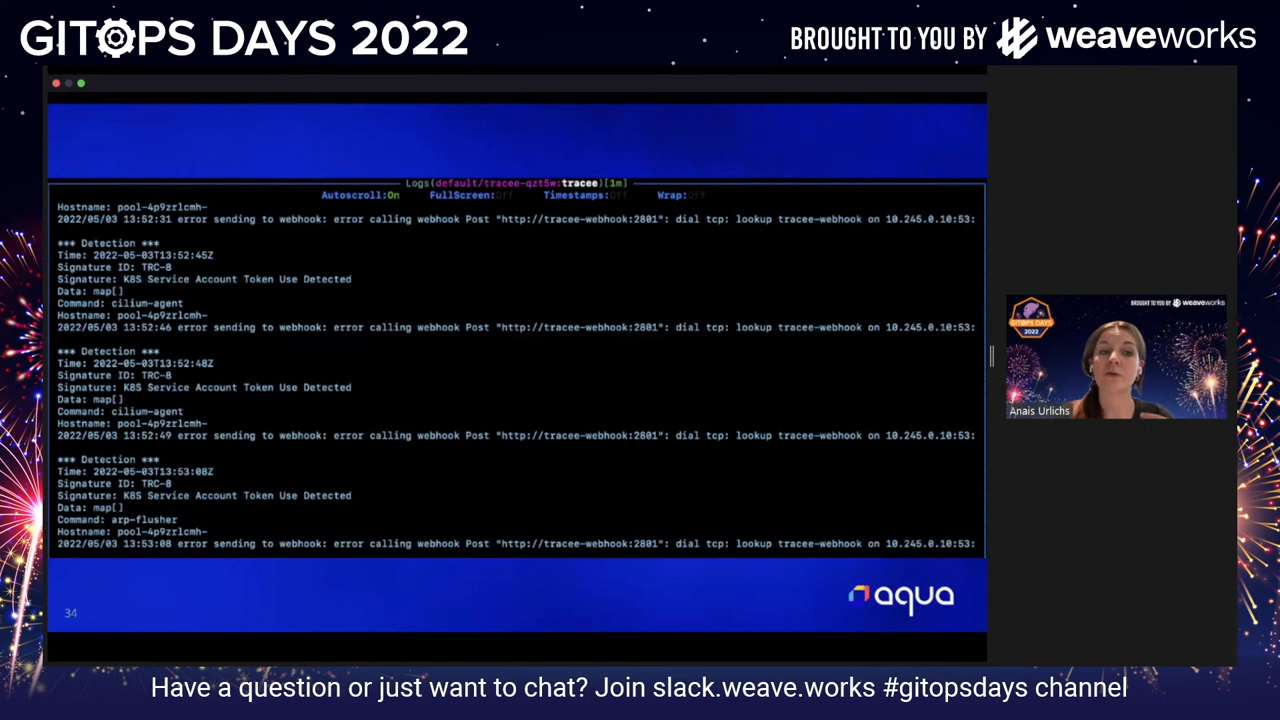 GITOPS DAYS 2022
BROUGHT TO YOU BY weaveworks
Logs(default/tracee-qzt5w:tracee)[1m]
Autoscroll:On FullScreen:Off Timestamps:Off Wrap:Off
Hostname: pool-4p9zrlcmh-
2022/05/03 13:52:31 error sending to webhook: error calling webhook Post "http://tracee-webhook:2801": dial tcp: lookup tracee-webhook on 10.245.0.10:53:
*** Detection ***
Time: 2022-05-03T13:52:45Z
Signature ID: TRC-8
Signature: K8S Service Account Token Use Detected
Data: map[]
Command: cilium-agent
Hostname: pool-4p9zrlcmh-
2022/05/03 13:52:46 error sending to webhook: error calling webhook Post "http://tracee-webhook:2801": dial tcp: lookup tracee-webhook on 10.245.0.10:53:
*** Detection ***
Time: 2022-05-03T13:52:48Z
Signature ID: TRC-8
Signature: K8S Service Account Token Use Detected
Data: map[]
Command: cilium-agent
Hostname: pool-4p9zrlcmh-
2022/05/03 13:52:49 error sending to webhook: error calling webhook Post "http://tracee-webhook:2801": dial tcp: lookup tracee-webhook on 10.245.0.10:53:
*** Detection ***
Time: 2022-05-03T13:53:08Z
Signature ID: TRC-8
Signature: K8S Service Account Token Use Detected
Data: map[]
Command: arp-flusher
Hostname: pool-4p9zrlcmh-
2022/05/03 13:53:08 error sending to webhook: error calling webhook Post "http://tracee-webhook:2801": dial tcp: lookup tracee-webhook on 10.245.0.10:53:
34
aqua
BROUGHT TO YOU BY weaveworks
GITOPS DAYS
2022
Anais Urlichs
Have a question or just want to chat? Join slack.weave.works #gitopsdays channel